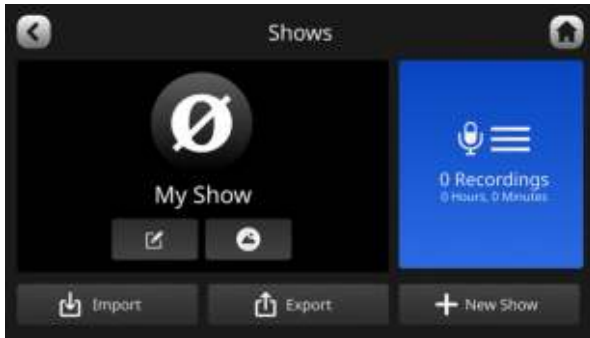 Shows
My Show
0 Recordings
0 Hours, 0 Minutes
Import
Export
New Show